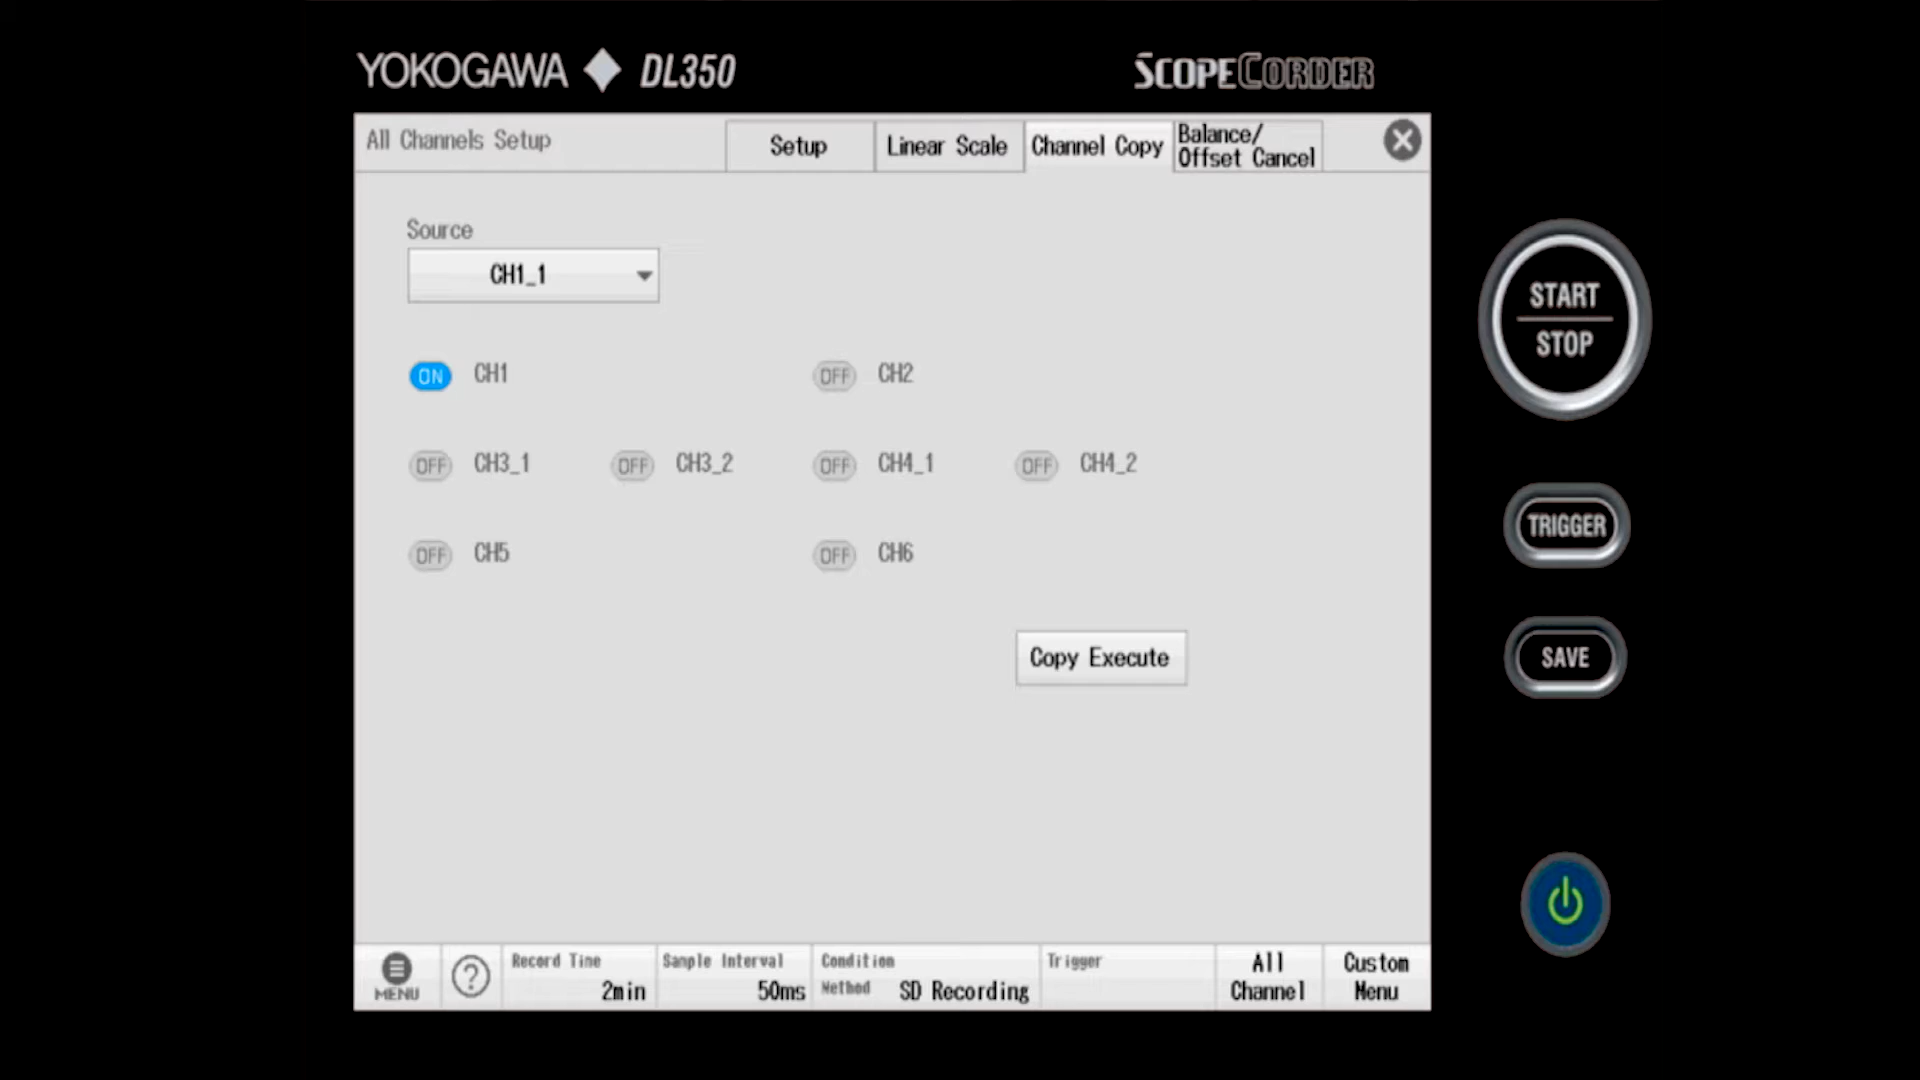 YOKOGAWA DL350
SCOPECORDER
All Channels Setup
Setup
Linear Scale
Channel Copy
Balance/
Offset Cancel
Source
CH1_1
ON CH1
OFF CH2
OFF CH3_1
OFF CH3_2
OFF CH4_1
OFF CH4_2
OFF CH5
OFF CH6
Copy Execute
START
STOP
TRIGGER
SAVE
MENU
?
Record Time
2min
Sample Interval
50ms
Condition
Method SD Recording
Trigger
All
Channel
Custom
Menu